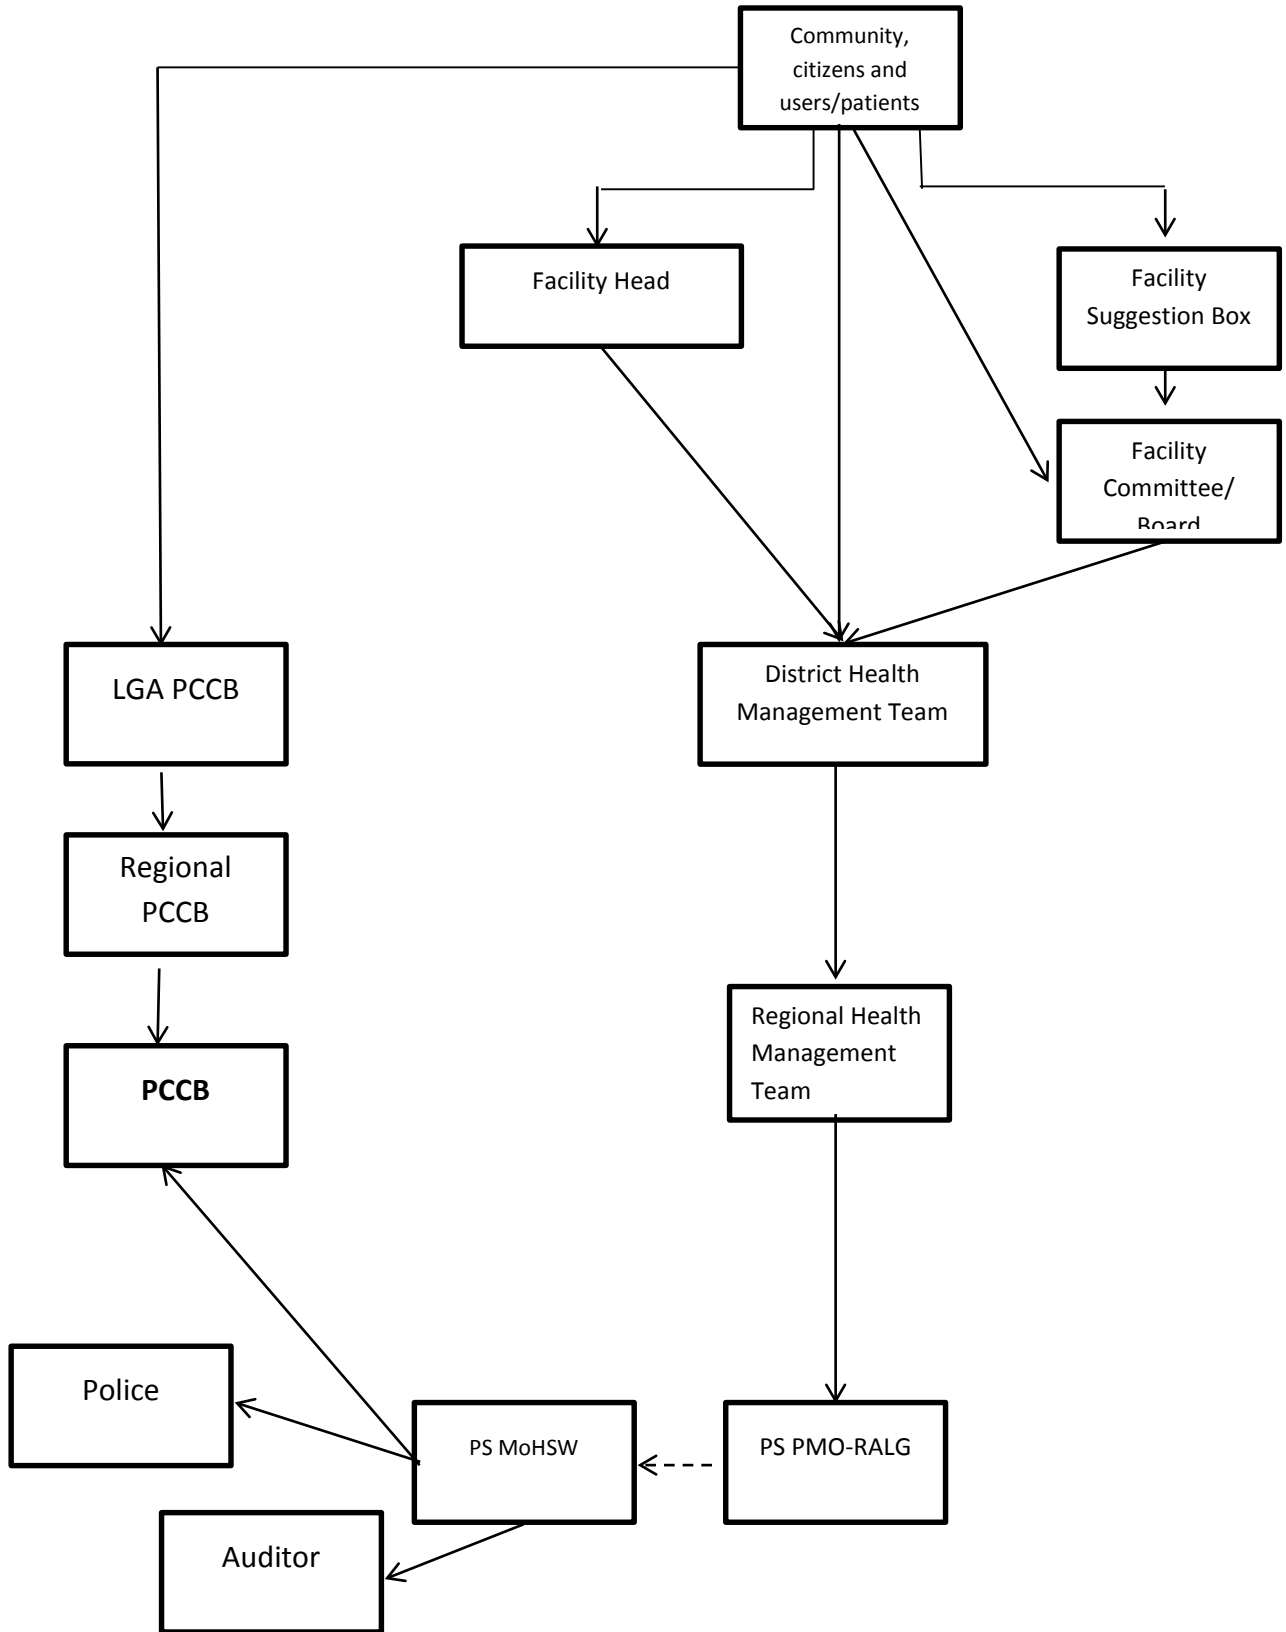 Community,
citizens and
users/patients
Facility Head
Facility
Suggestion Box
Facility
Committee/
Board
LGA PCCB
District Health
Management Team
Regional
PCCB
Regional Health
Management
Team
PCCB
Police
PS MoHSW
PS PMO-RALG
Auditor